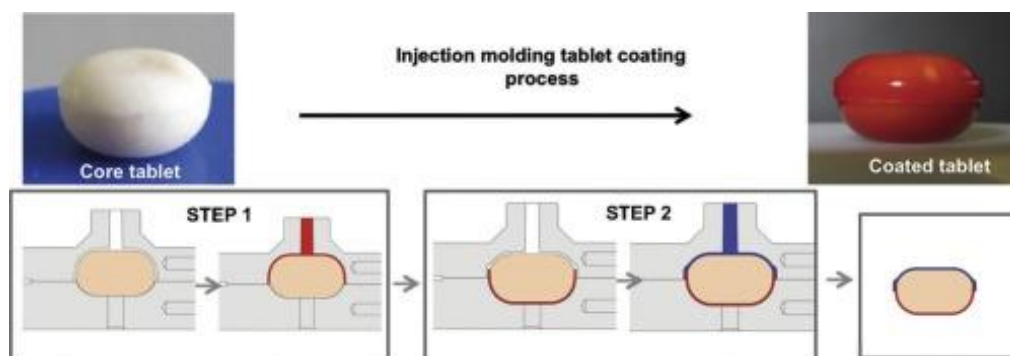 Injection molding tablet coating
process
Core tablet
Coated tablet
STEP 1
STEP 2